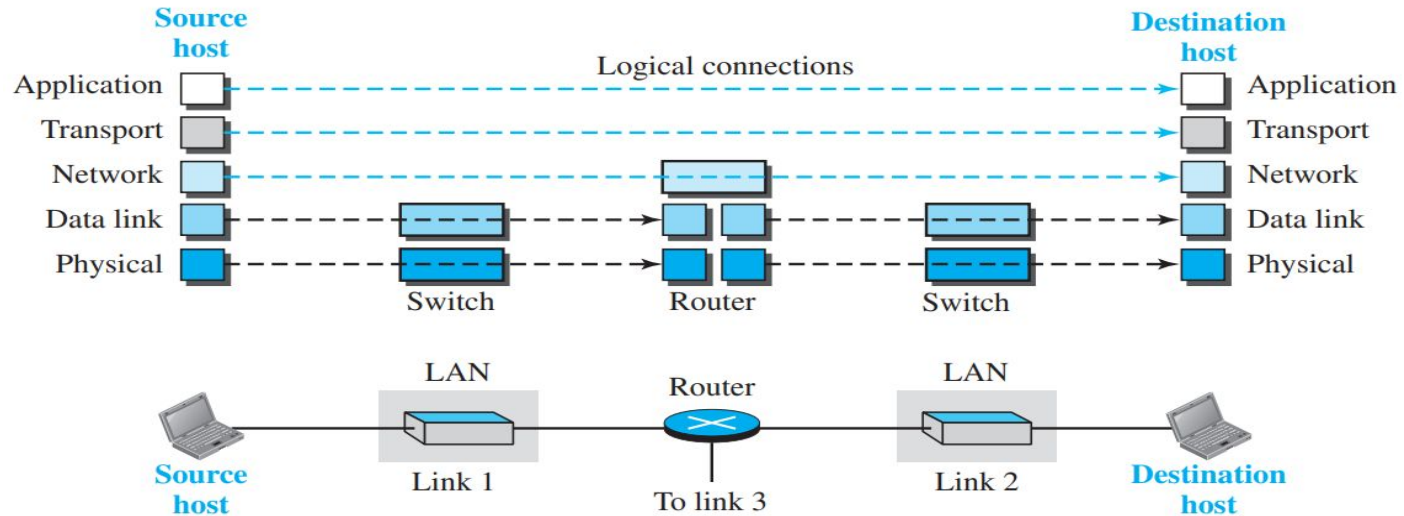 Source
host
Destination
host
Logical connections
Application
Application
Transport
Transport
Network
Network
Data link
Data link
Physical
Physical
Switch
Router
Switch
LAN
Router
LAN
Source
host
Link 1
To link 3
Link 2
Destination
host